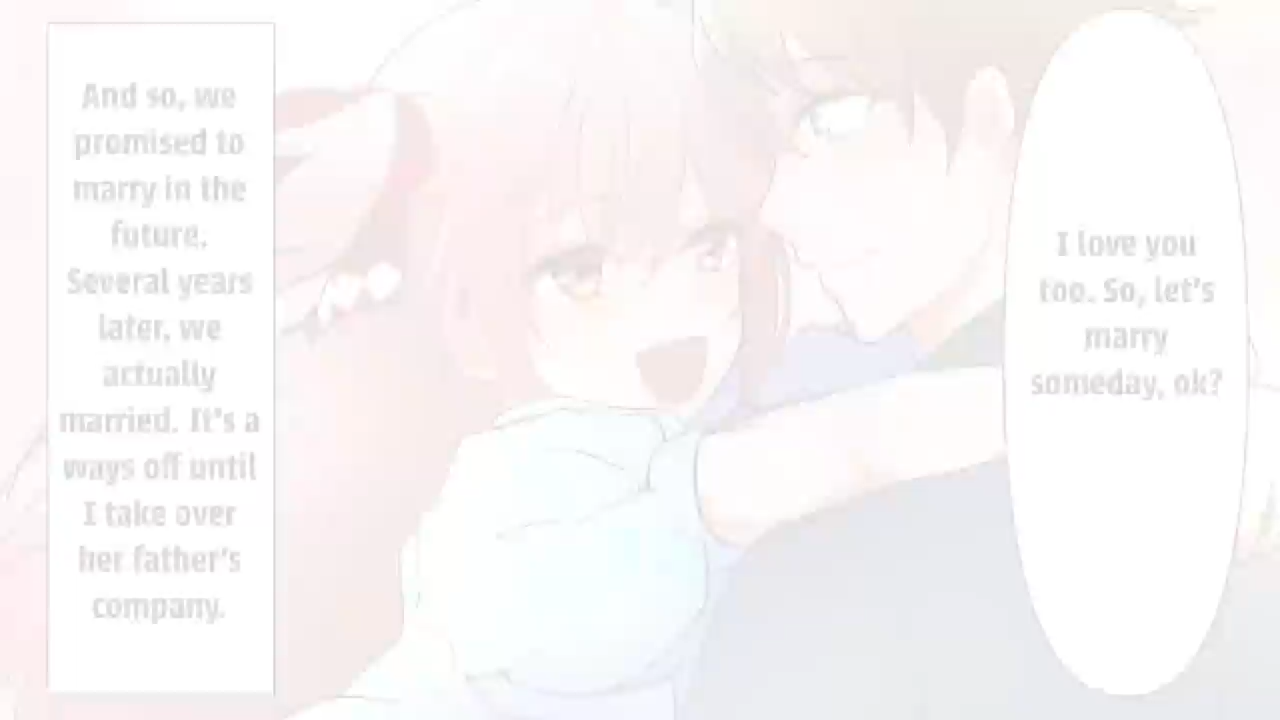 And so, we
promised to
marry in the
future.
Several years
later, we
actually
married. It's a
ways off until
I take over
her father's
company.
I love you
too. So, let's
marry
someday, ok?